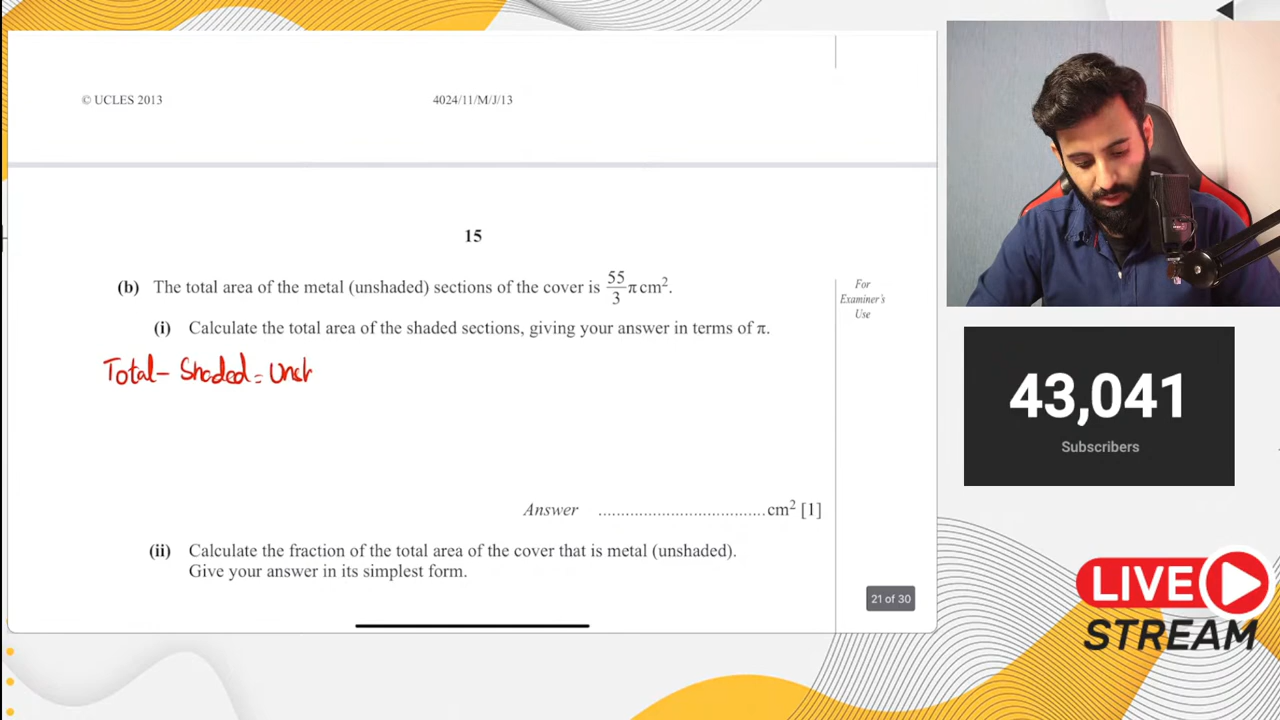 © UCLES 2013
4024/11/M/J/13
15
(b) The total area of the metal (unshaded) sections of the cover is 55/3 π cm².
For
Examiner's
Use
(i) Calculate the total area of the shaded sections, giving your answer in terms of π.
Total- Shaded = Unsh
Answer ..................................... cm² [1]
(ii) Calculate the fraction of the total area of the cover that is metal (unshaded).
Give your answer in its simplest form.
21 of 30
43,041
Subscribers
LIVE
STREAM